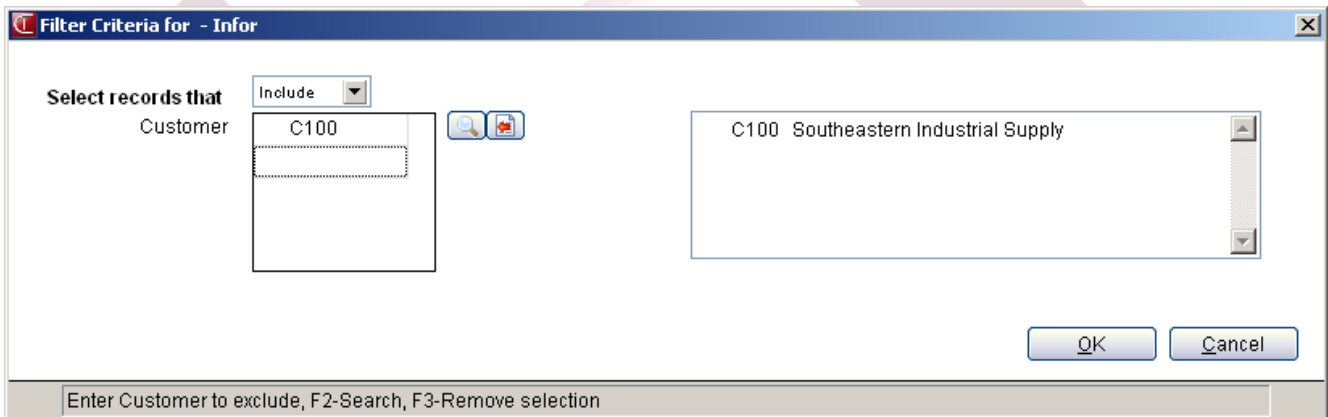 Filter Criteria for - Infor
Select records that Include
Customer C100
C100 Southeastern Industrial Supply
OK Cancel
Enter Customer to exclude, F2-Search, F3-Remove selection